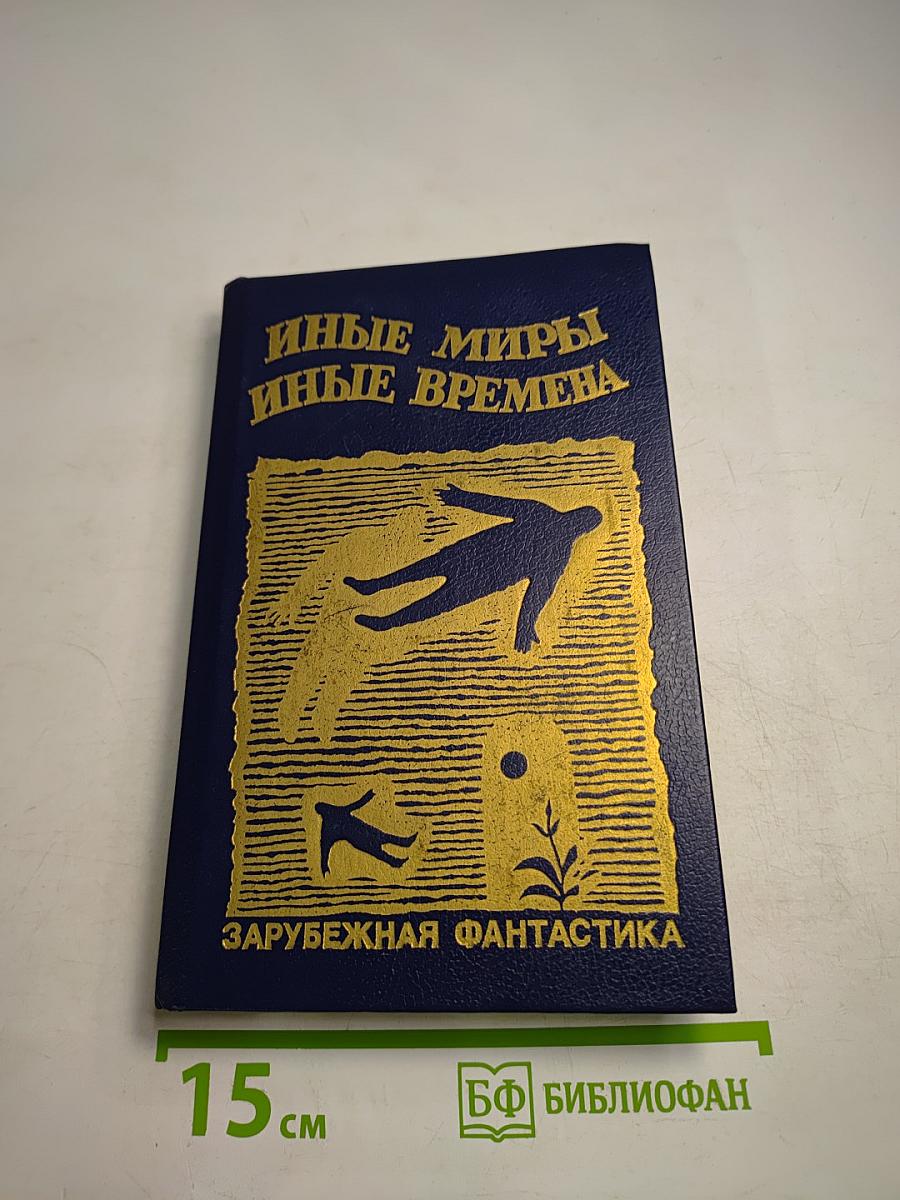 ИНЫЕ МИРЫ
ИНЫЕ ВРЕМЕНА
ЗАРУБЕЖНАЯ ФАНТАСТИКА
15 см
БФ БИБЛИОФАН